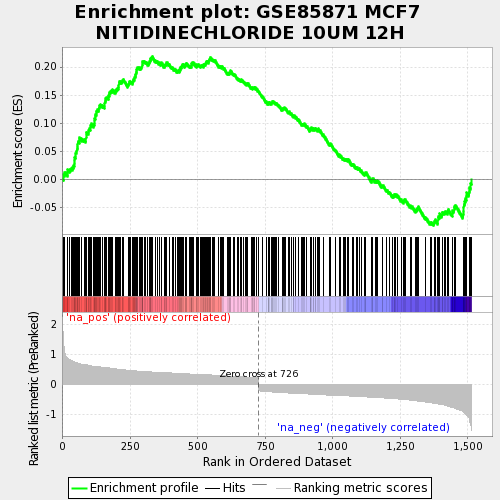 Enrichment plot: GSE85871 MCF7
NITIDINECHLORIDE 10UM 12H
Enrichment score (ES)
0.20
0.15
0.10
0.05
0.00
-0.05
Ranked list metric (PreRanked)
2
1
0
-1
'na_pos' (positively correlated)
Zero cross at 726
'na_neg' (negatively correlated)
0
250
500
750
1,000
1,250
1,500
Rank in Ordered Dataset
Enrichment profile
Hits
Ranking metric scores